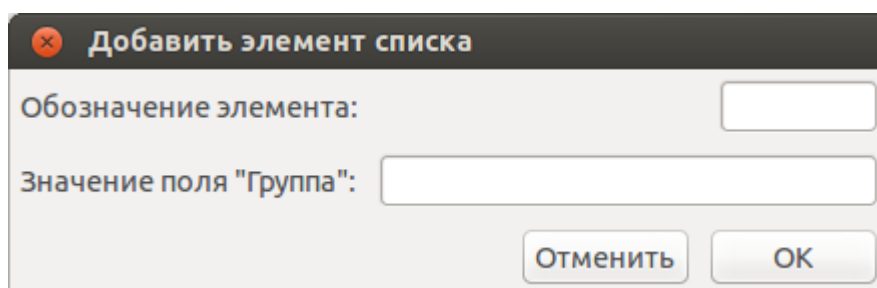 Добавить элемент списка
Обозначение элемента:
Значение поля "Группа":
Отменить OK